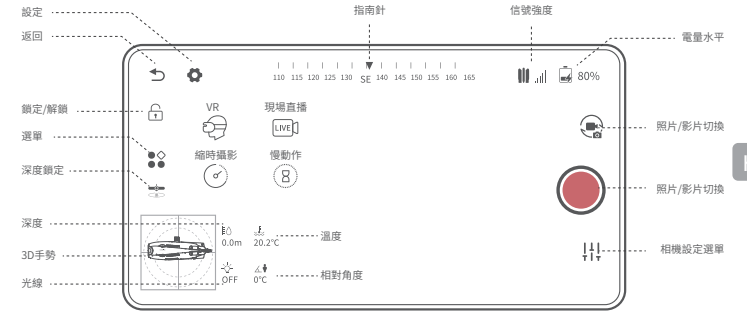 設定
指南針
信號強度
返回
電量水平
110 115 120 125 130 SE 140 145 150 155 160 165
80%
鎖定/解鎖
VR
現場直播
LIVE
照片/影片切換
選單
縮時攝影
慢動作
深度鎖定
照片/影片切換
深度
0.0m
20.2°C
溫度
3D手勢
相機設定選單
光線
OFF
0°C
相對角度